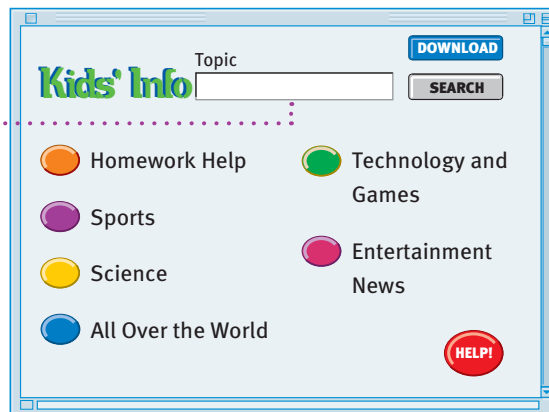 Topic
DOWNLOAD
Kids' Info
SEARCH
Homework Help
Sports
Science
All Over the World
Technology and
Games
Entertainment
News
HELP!